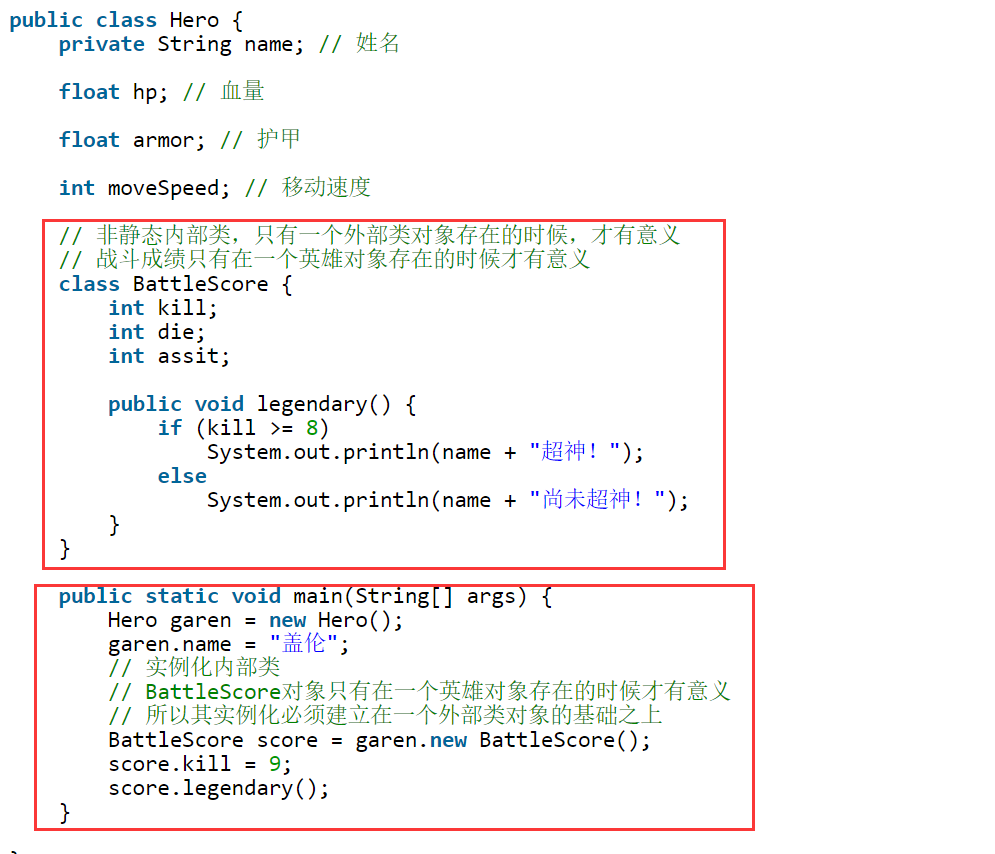 public class Hero {
private String name; // 姓名
float hp; // 血量
float armor; // 护甲
int moveSpeed; // 移动速度
// 非静态内部类，只有一个外部类对象存在的时候，才有意义
// 战斗成绩只有在一个英雄对象存在的时候才有意义
class BattleScore {
int kill;
int die;
int assit;
public void legendary() {
if (kill >= 8)
System.out.println(name + "超神！");
else
System.out.println(name + "尚未超神！");
}
}
public static void main(String[] args) {
Hero garen = new Hero();
garen.name = "盖伦";
// 实例化内部类
// BattleScore对象只有在一个英雄对象存在的时候才有意义
// 所以其实例化必须建立在一个外部类对象的基础之上
BattleScore score = garen.new BattleScore();
score.kill = 9;
score.legendary();
}